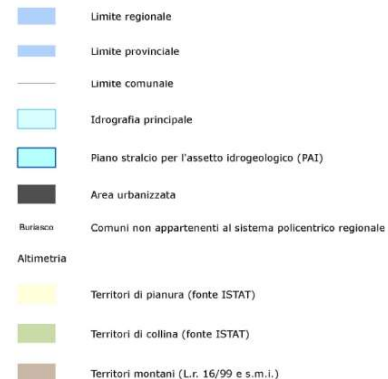 Limite regionale
Limite provinciale
Limite comunale
Idrografia principale
Piano stralcio per l'assetto idrogeologico (PAI)
Area urbanizzata
Buriasco Comuni non appartenenti al sistema policentrico regionale
Altimetria
Territori di pianura (fonte ISTAT)
Territori di collina (fonte ISTAT)
Territori montani (L.r. 16/99 e s.m.i.)